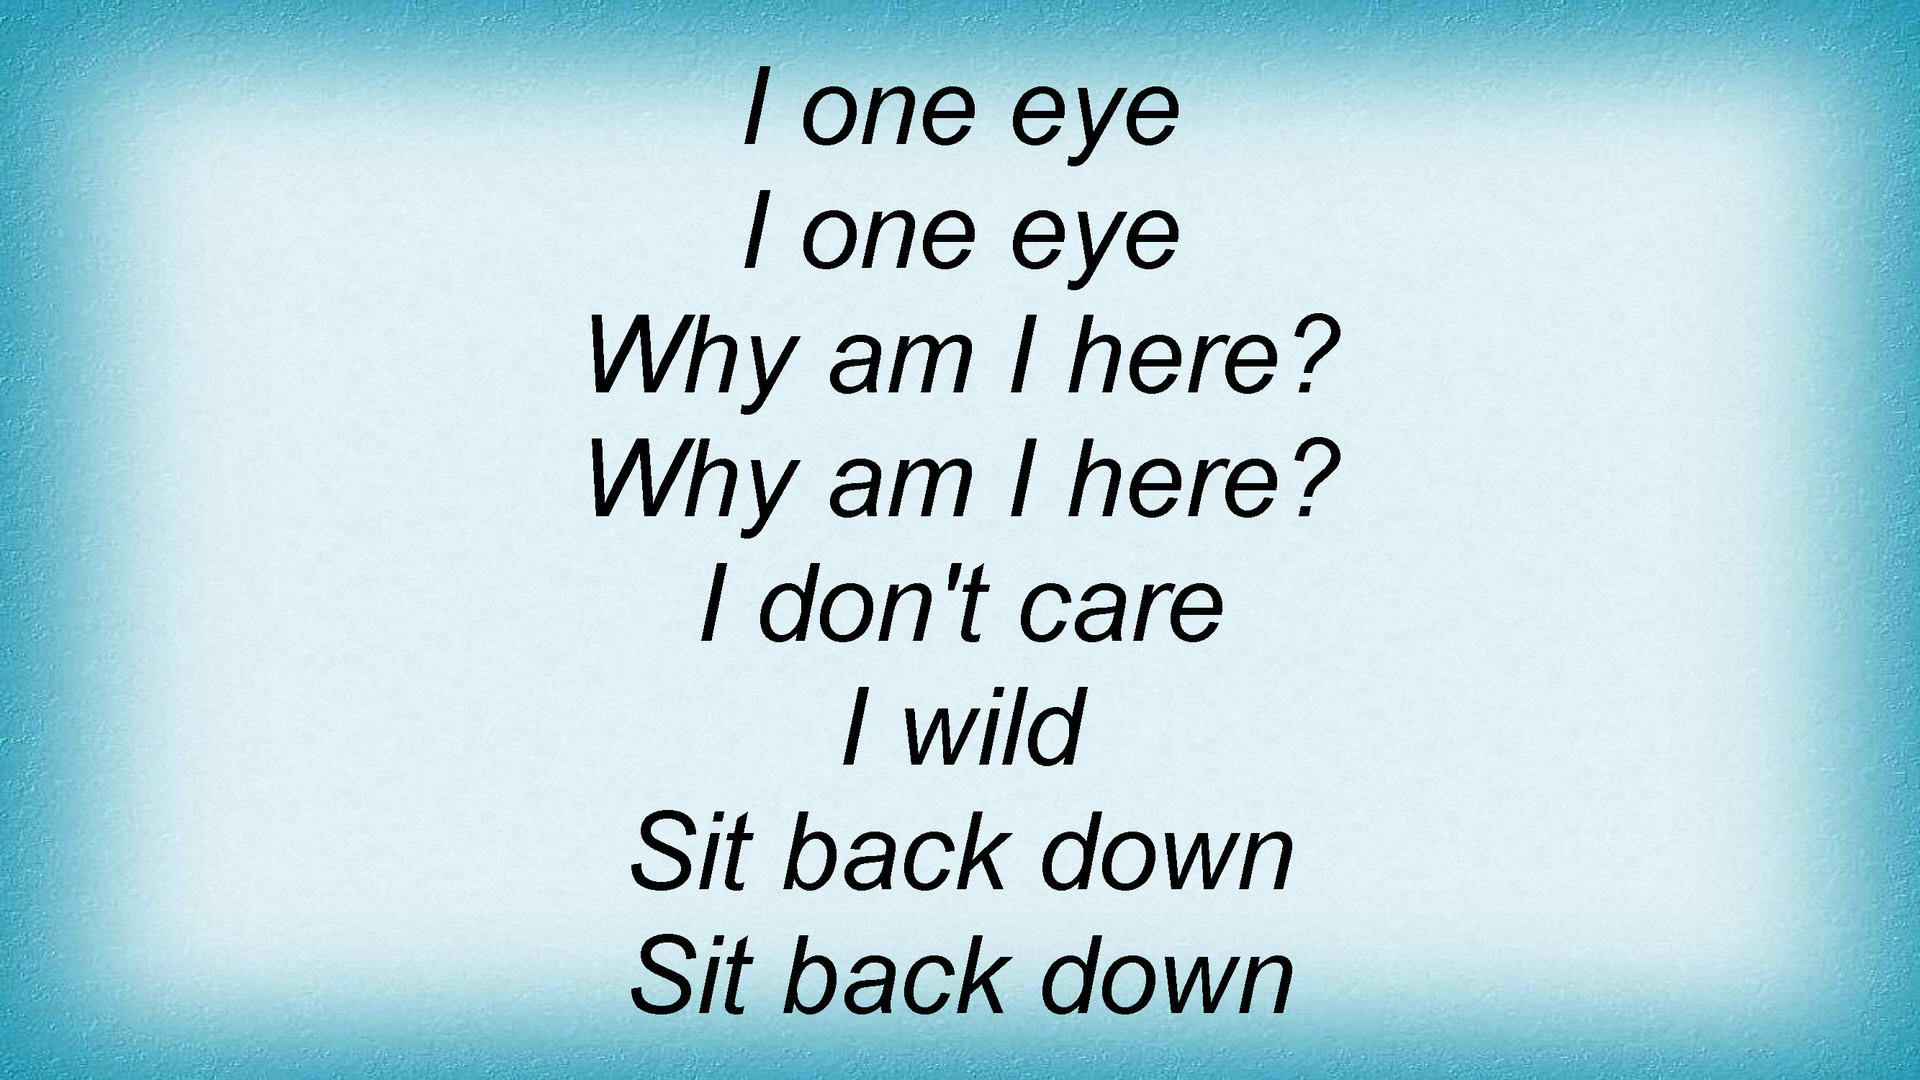 I one eye
I one eye
Why am I here?
Why am I here?
I don't care
I wild
Sit back down
Sit back down